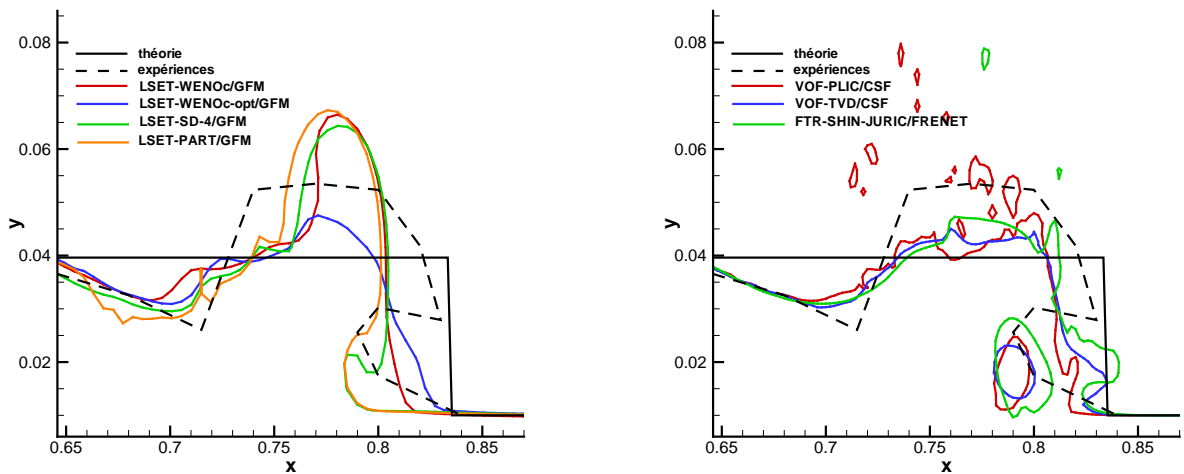 0.08
théorie
expériences
LSET-WENOc/GFM
LSET-WENOc-opt/GFM
LSET-SD-4/GFM
LSET-PART/GFM
0.06
y
0.04
0.02
0.65
0.7
0.75
0.8
0.85
x
0.08
théorie
expériences
VOF-PLIC/CSF
VOF-TVD/CSF
FTR-SHIN-JURIC/FRENET
0.06
y
0.04
0.02
0.65
0.7
0.75
0.8
0.85
x